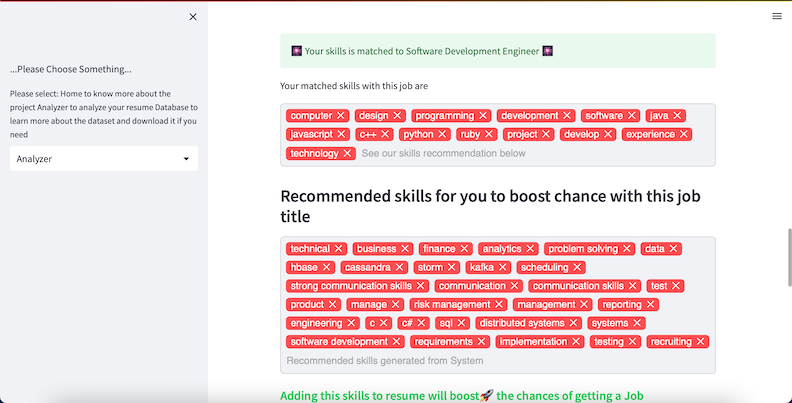 ...Please Choose Something...
Please select: Home to know more about the
project Analyzer to analyze your resume Database to
learn more about the dataset and download it if you
need
Analyzer
Your skills is matched to Software Development Engineer
Your matched skills with this job are
computer design programming development software java
javascript c++ python ruby project develop experience
technology See our skills recommendation below
Recommended skills for you to boost chance with this job
title
technical business finance analytics problem solving data
hbase cassandra storm kafka scheduling
strong communication skills communication communication skills test
product manage risk management management reporting
engineering c c# sql distributed systems systems
software development requirements implementation testing recruiting
Recommended skills generated from System
Adding this skills to resume will boost🚀 the chances of getting a Job